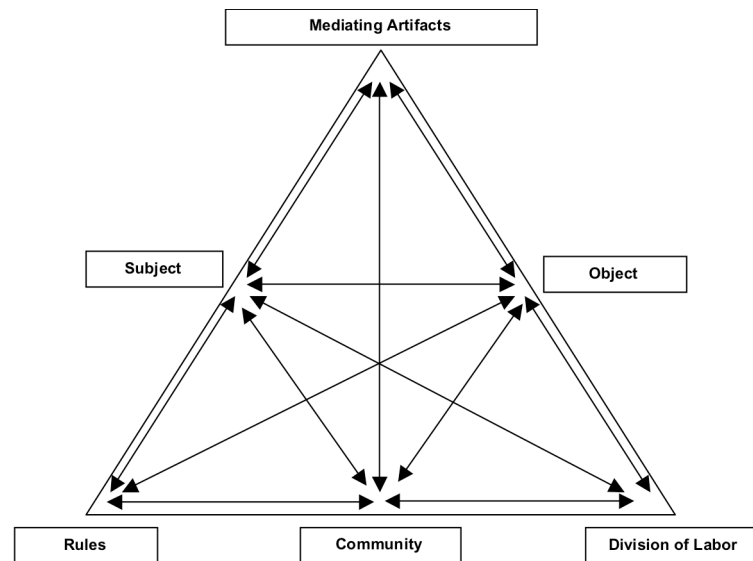 Mediating Artifacts
Subject
Object
Rules
Community
Division of Labor